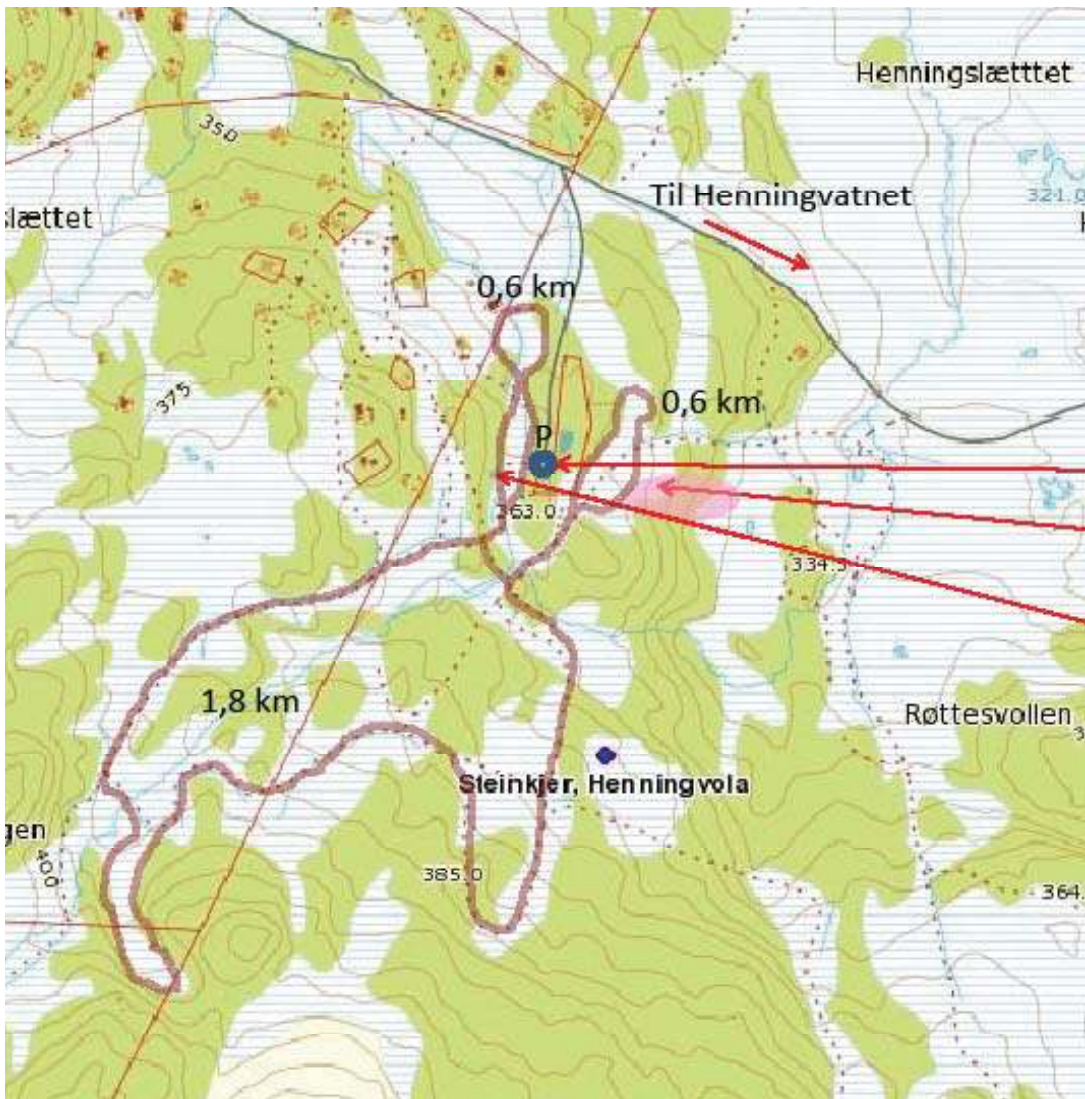 Henningslætttet
350
Til Henningvatnet
321.0
slættet
0,6 km
375
0,6 km
P
363.0
334.5
1,8 km
Røttesvollen
Steinkjer, Henningvola
gen
400
385.0
364.